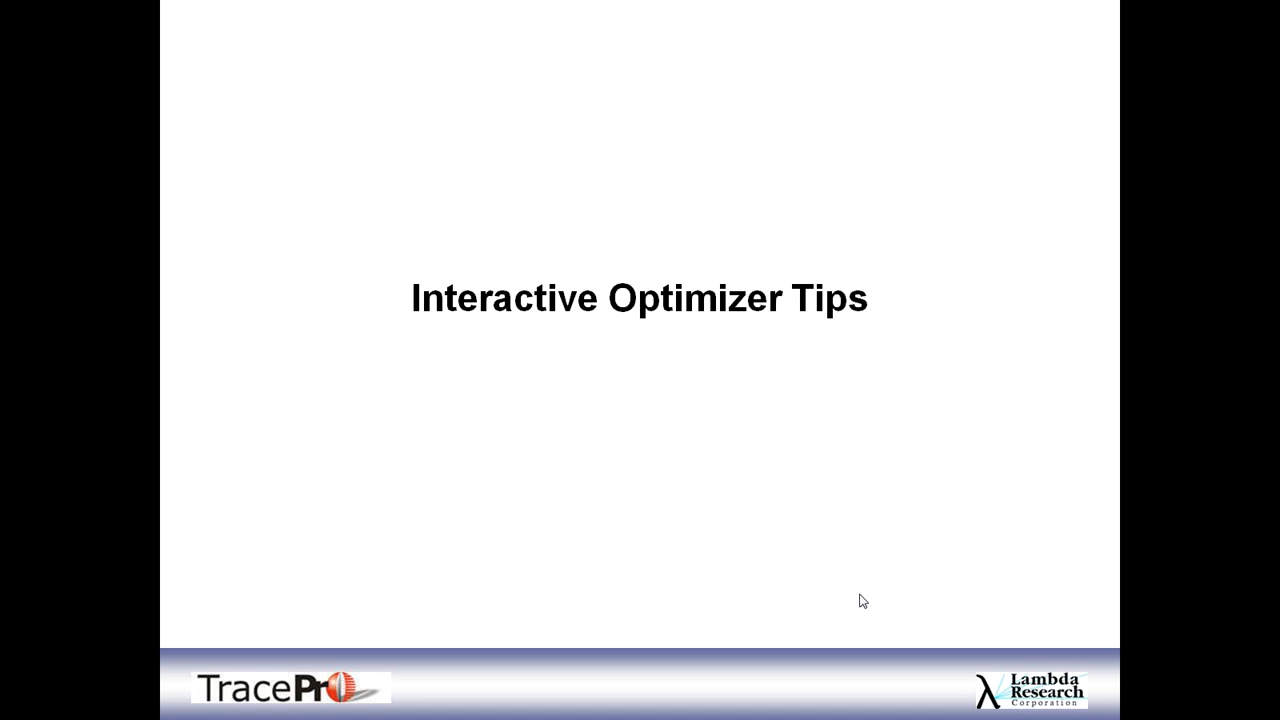 Interactive Optimizer Tips
TracePro
Lambda
Research
Corporation